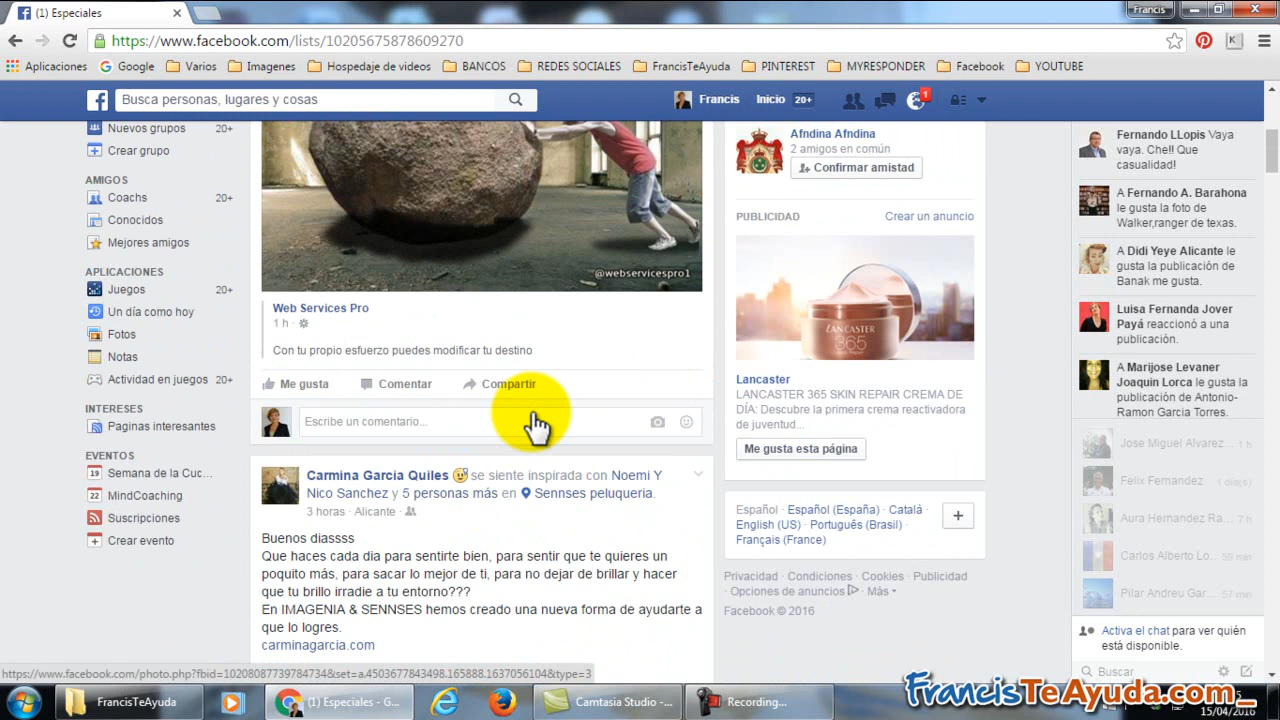 (1) Especiales
Francis
https://www.facebook.com/lists/10205675878609270
Aplicaciones Google Varios Imagenes Hospedaje de videos BANCOS REDES SOCIALES FrancisTeAyuda PINTEREST MYRESPONDER Facebook YOUTUBE
Busca personas, lugares y cosas
Francis Inicio 20+ 1
Nuevos grupos 20+
Crear grupo
AMIGOS
Coachs 20+
Conocidos
Mejores amigos
APLICACIONES
Juegos 20+
Un día como hoy
Fotos
Notas
Actividad en juegos 20+
INTERESES
Paginas interesantes
EVENTOS
19 Semana de la Cuc...
22 MindCoaching
Suscripciones
Crear evento
@webservicespro1
Web Services Pro
1 h ·
Con tu propio esfuerzo puedes modificar tu destino
Me gusta Comentar Compartir
Escribe un comentario...
Carmina Garcia Quiles se siente inspirada con Noemi Y
Nico Sanchez y 5 personas más en Sennses peluqueria.
3 horas · Alicante ·
Buenos diassss
Que haces cada dia para sentirte bien, para sentir que te quieres un
poquito más, para sacar lo mejor de ti, para no dejar de brillar y hacer
que tu brillo irradie a tu entorno???
En IMAGENIA & SENNSES hemos creado una nueva forma de ayudarte a
que lo logres.
carminagarcia.com
Afndina Afndina
2 amigos en común
Confirmar amistad
PUBLICIDAD Crear un anuncio
LANCASTER
365
Lancaster
LANCASTER 365 SKIN REPAIR CREMA DE
DÍA: Descubre la primera crema reactivadora
de juventud...
Me gusta esta página
Español · Español (España) · Català ·
English (US) · Português (Brasil) ·
Français (France)
Privacidad · Condiciones · Cookies · Publicidad
· Opciones de anuncios · Más
Facebook © 2016
Fernando LLopis Vaya
vaya. Che!! Que
casualidad!
A Fernando A. Barahona
le gusta la foto de
Walker,ranger de texas.
A Didi Yeye Alicante le
gusta la publicación de
Banak me gusta.
Luisa Fernanda Jover
Payá reaccionó a una
publicación.
A Marijose Lorenzo
Joaquin Lorca le gusta la
publicación de Antonio-
Ramon Garcia Torres.
Jose Miguel Alvarez... 1 h
Felix Fernandez 1 día(s)
Aura Hernandez Ra... 7 h
Carlos Alberto Lo... 59 min
Pilar Andreu Gar... 57 min
Activa el chat para ver quién
está disponible.
Buscar
https://www.facebook.com/photo.php?fbid=10208087739784734&set=a.4503677843498.165888.1637056104&type=3
FrancisTeAyuda (1) Especiales - G... Camtasia Studio -... Recording...
FrancisTeAyuda.com_
15/04/2016